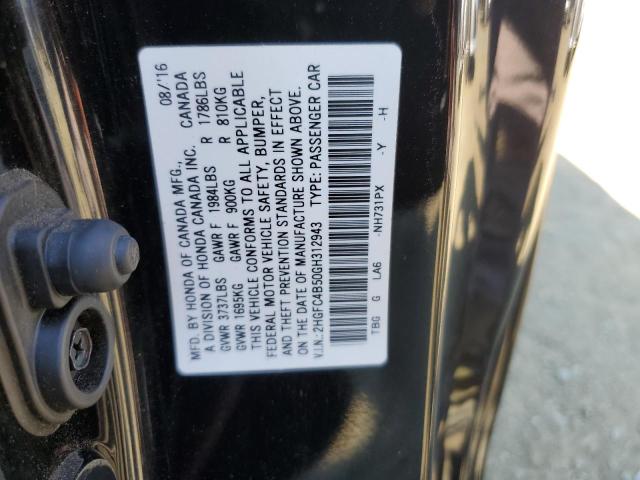 MFD. BY HONDA OF CANADA MFG., 08/'16
A DIVISION OF HONDA CANADA INC. CANADA
GVWR 3737LBS GAWR F 1984LBS R 1786LBS
GVWR 1695KG GAWR F 900KG R 810KG
THIS VEHICLE CONFORMS TO ALL APPLICABLE
FEDERAL MOTOR VEHICLE SAFETY, BUMPER,
AND THEFT PREVENTION STANDARDS IN EFFECT
ON THE DATE OF MANUFACTURE SHOWN ABOVE.
V.I.N.:2HGFC4B50GH312943 TYPE:PASSENGER CAR
TBG G LA6 -NH731PX -Y -H